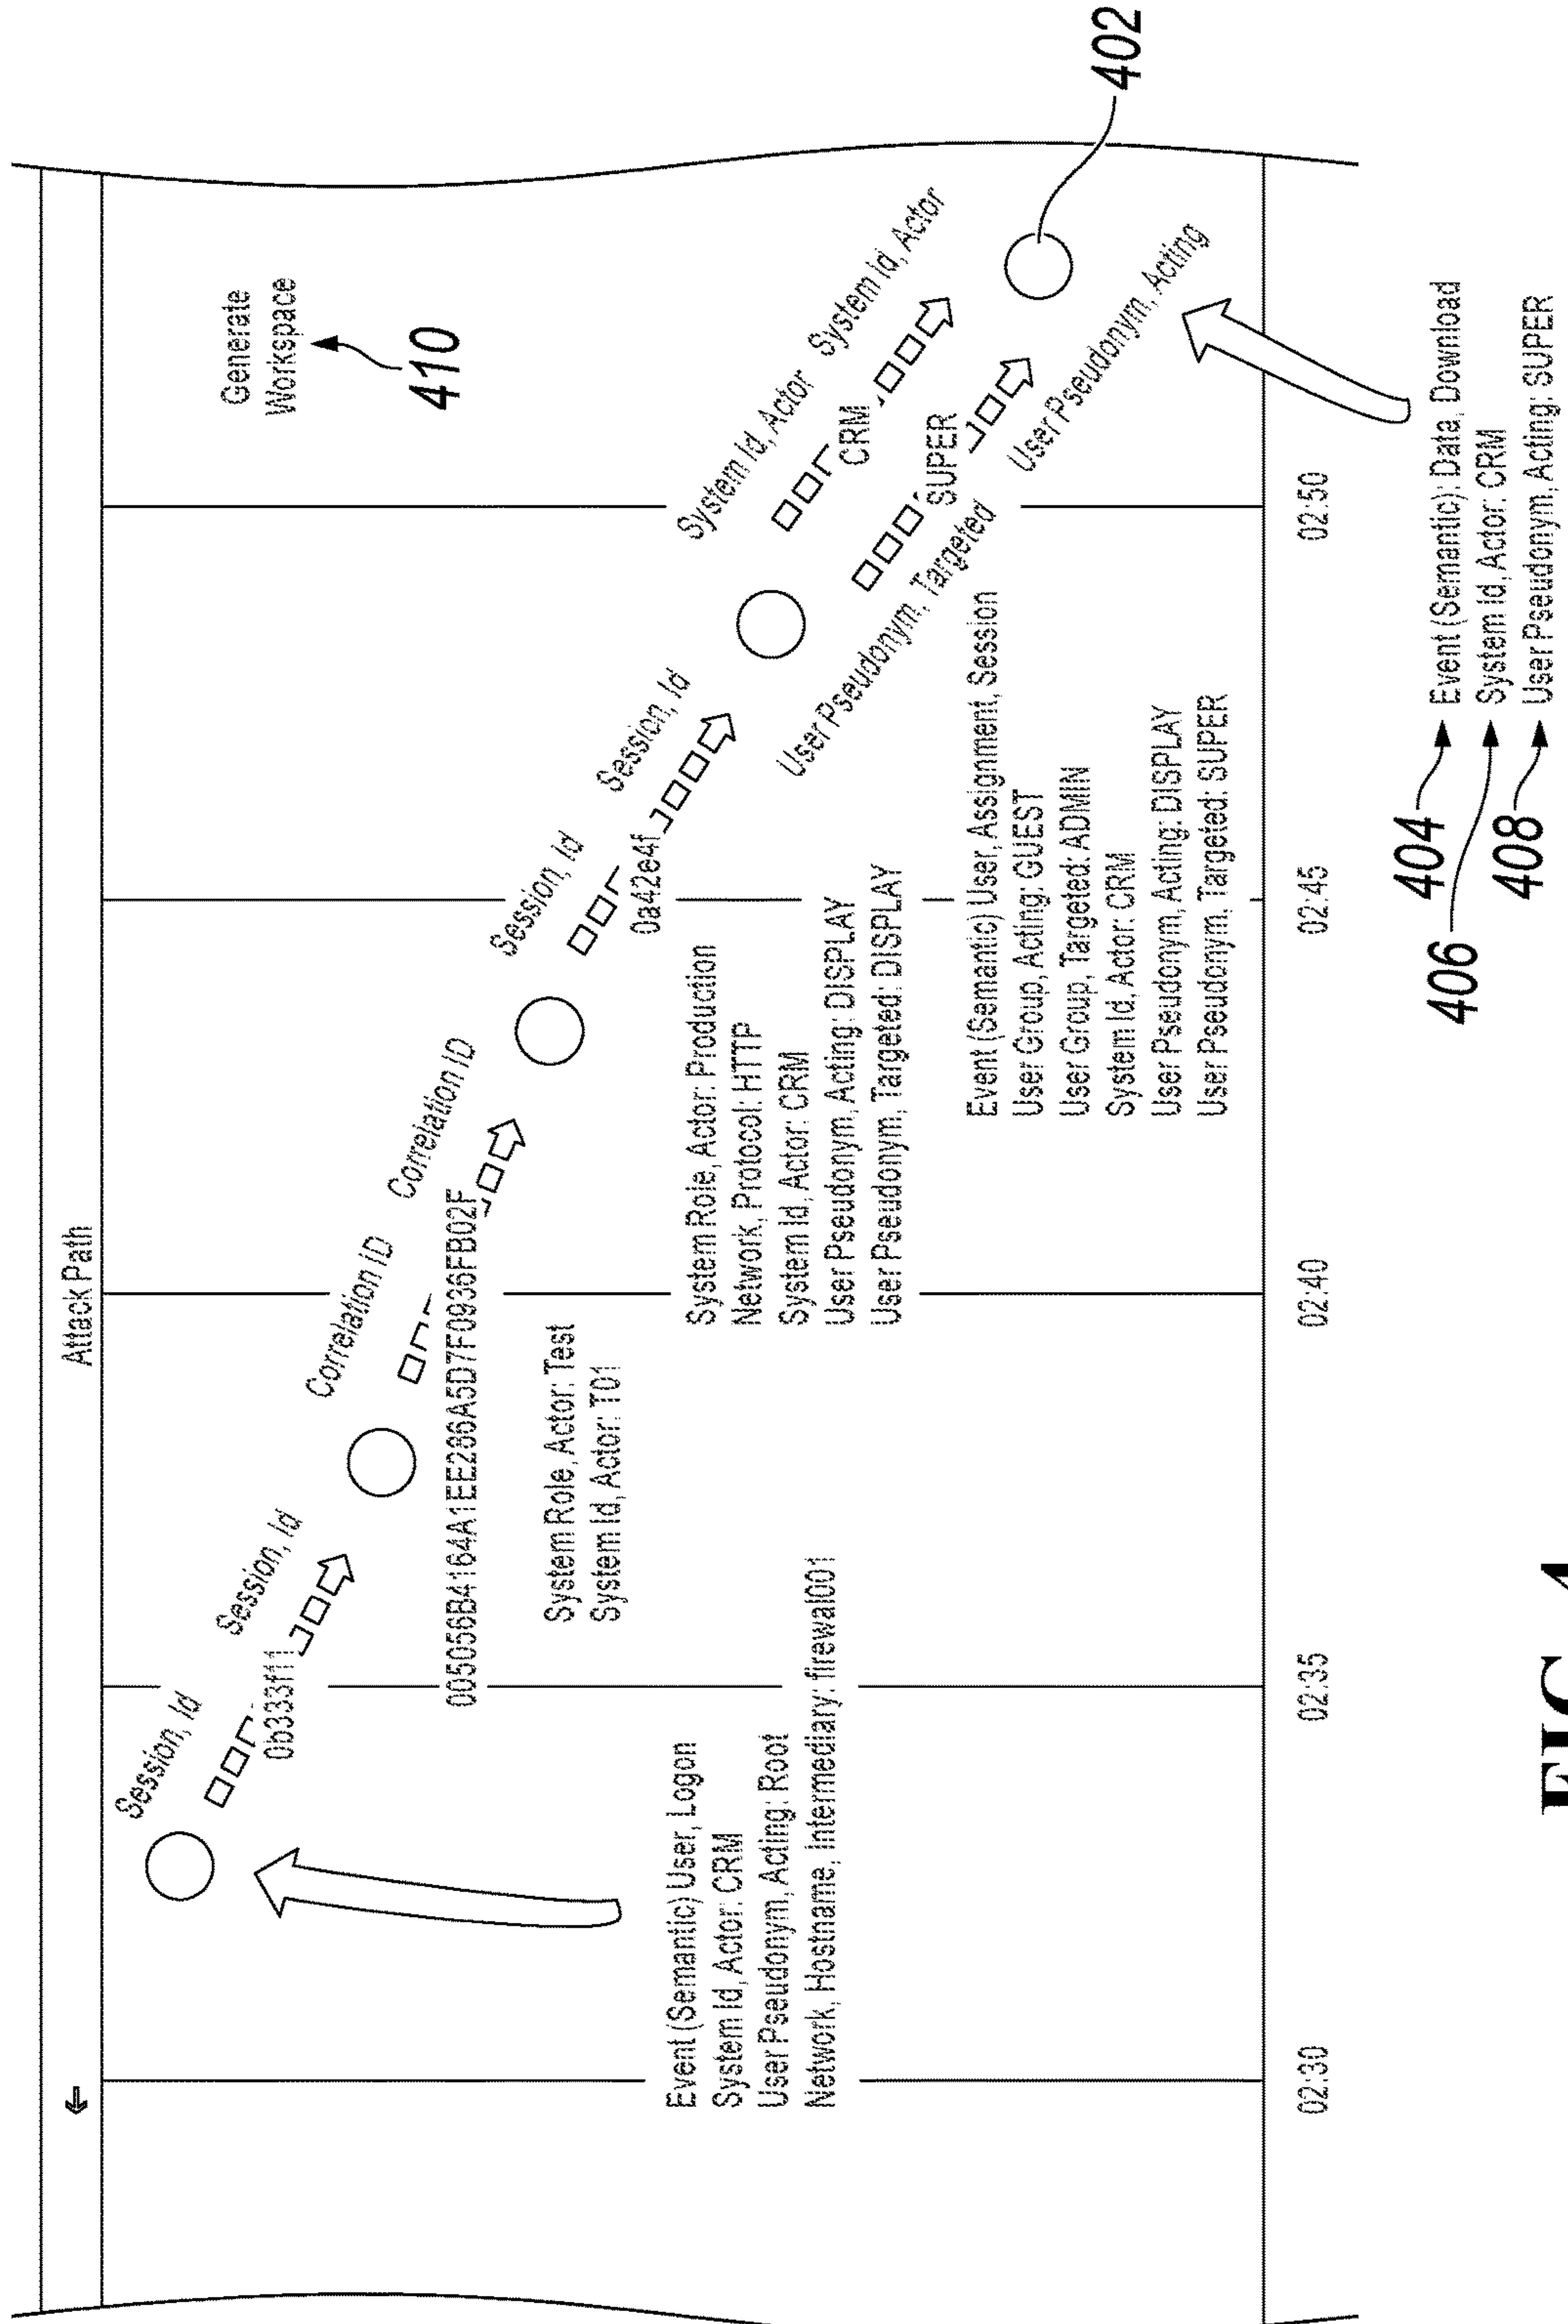 Attack Path
←
Generate
Workspace
410
Session, Id
0b333f11
Session, Id
Correlation ID
005056B4164A1EE286A5D7F0936FB02F
Correlation ID
Session, Id
0a42e4f
Session, Id
System Id, Actor
CRM
System Id, Actor
User Pseudonym, Targeted
SUPER
User Pseudonym, Acting
402
Event (Semantic) User, Logon
System Id, Actor: CRM
User Pseudonym, Acting: Root
Network, Hostname, Intermediary: firewal001
System Role, Actor: Test
System Id, Actor: T01
System Role, Actor: Production
Network, Protocol: HTTP
System Id, Actor: CRM
User Pseudonym, Acting: DISPLAY
User Pseudonym, Targeted: DISPLAY
Event (Semantic) User, Assignment, Session
User Group, Acting: GUEST
User Group, Targeted: ADMIN
System Id, Actor: CRM
User Pseudonym, Acting: DISPLAY
User Pseudonym, Targeted: SUPER
02:30
02:35
02:40
02:45
02:50
404
Event (Semantic): Data, Download
406
System Id, Actor: CRM
408
User Pseudonym, Acting: SUPER
FIG. 4